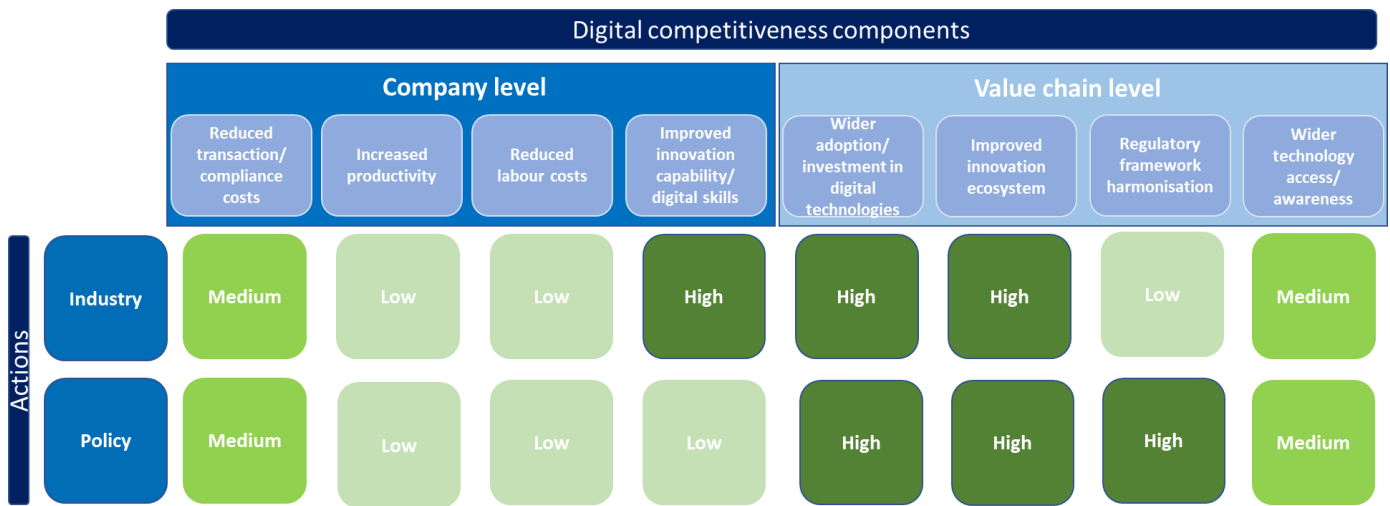 Digital competitiveness components
Company level
Value chain level
Reduced
transaction/
compliance
costs
Increased
productivity
Reduced
labour costs
Improved
innovation
capability/
digital skills
Wider
adoption/
investment in
digital
technologies
Improved
innovation
ecosystem
Regulatory
framework
harmonisation
Wider
technology
access/
awareness
Actions
Industry
Medium
Low
Low
High
High
High
Low
Medium
Policy
Medium
Low
Low
Low
High
High
High
Medium